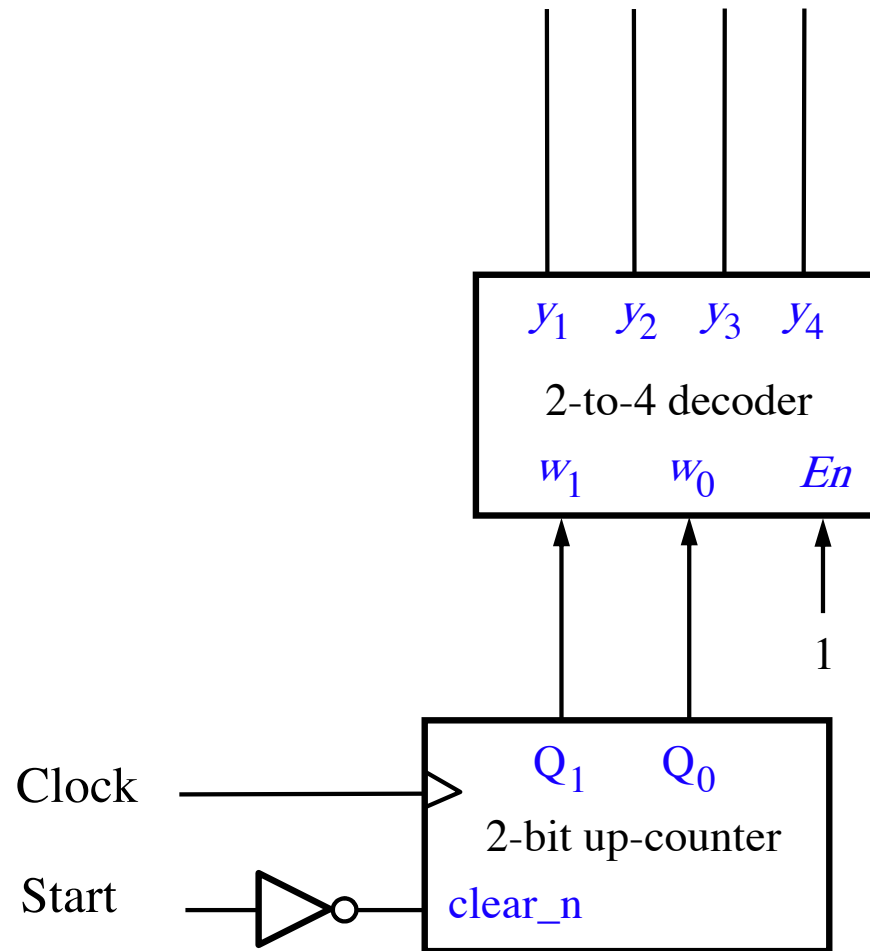 y1 y2 y3 y4
2-to-4 decoder
w1 w0 En
1
Q1 Q0
Clock
2-bit up-counter
Start
clear_n